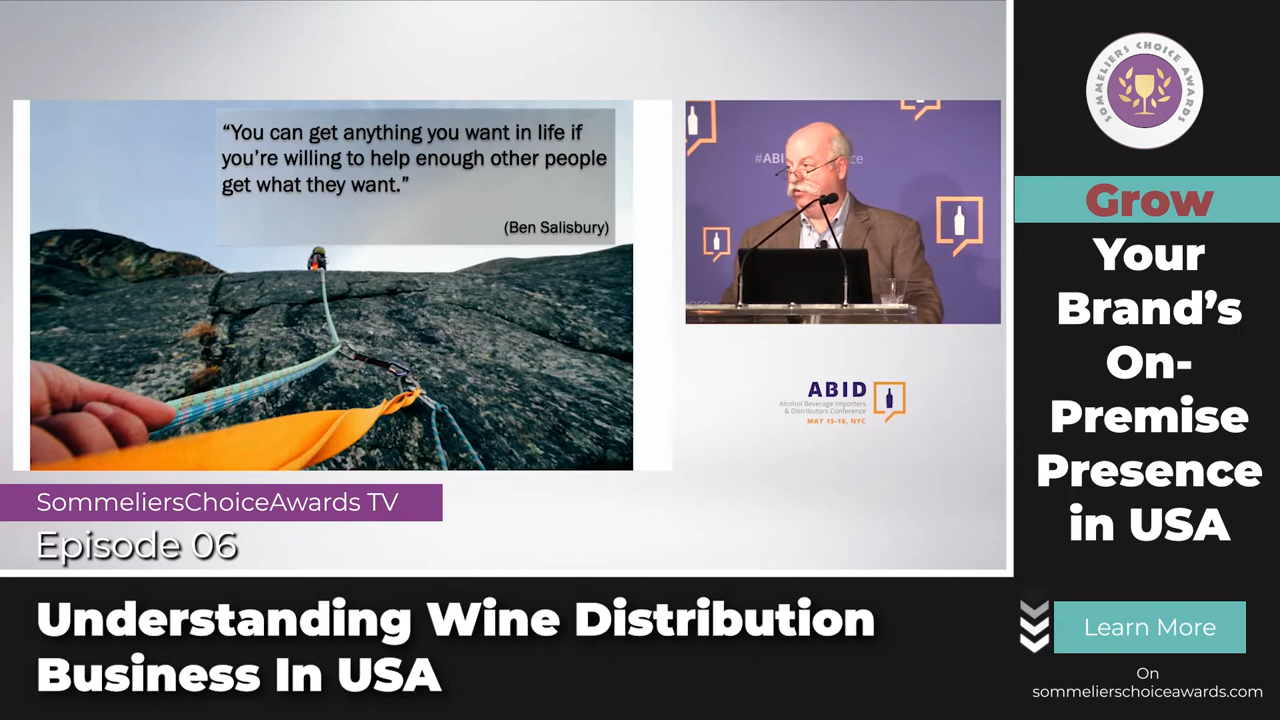 “You can get anything you want in life if
you’re willing to help enough other people
get what they want.”
(Ben Salisbury)
#ABI
ce
ABID
Alcohol Beverage Importers
& Distributors Conference
MAY 15-16, NYC
SOMMELIERS CHOICE AWARDS
Grow
Your
Brand’s
On-
Premise
Presence
in USA
SommeliersChoiceAwards TV
Episode 06
Understanding Wine Distribution
Business In USA
Learn More
On
sommelierschoiceawards.com